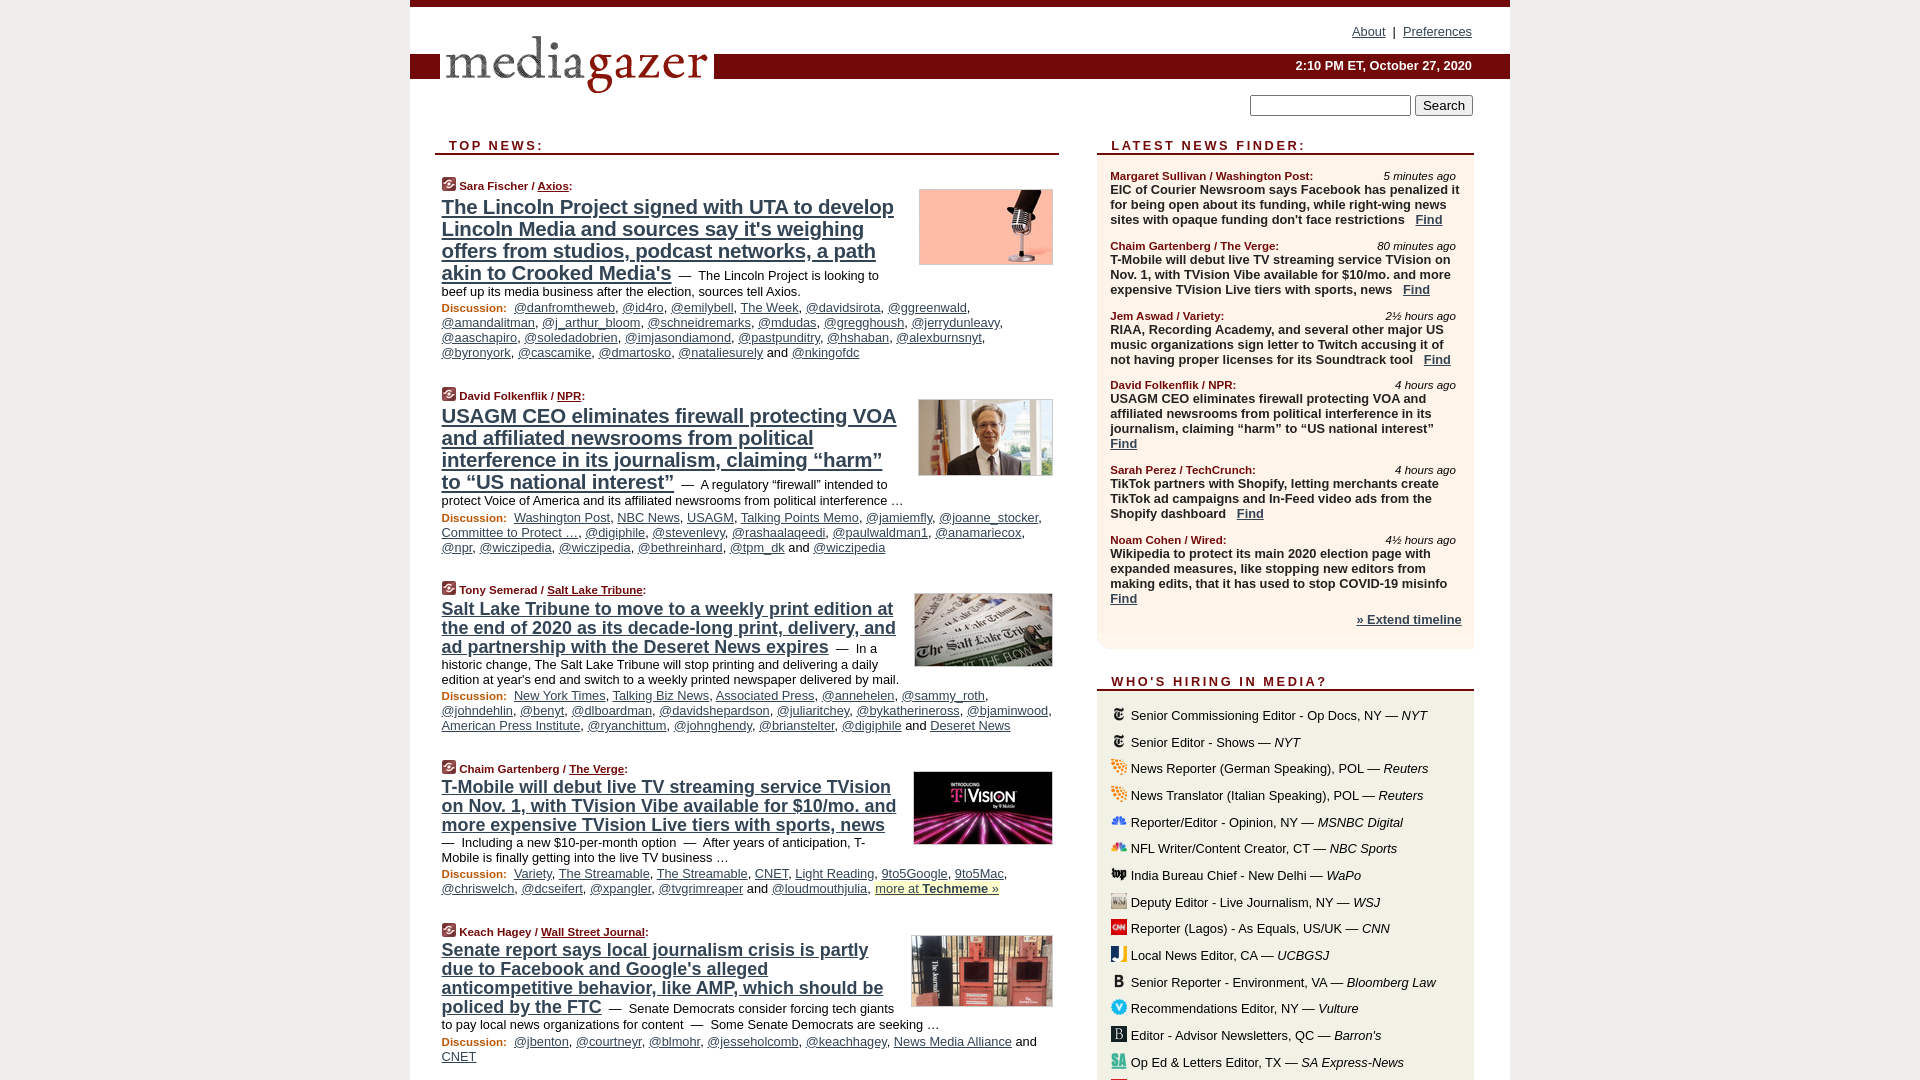 About | Preferences
mediagazer
2:10 PM ET, October 27, 2020
Search
TOP NEWS:
Sara Fischer / Axios:
The Lincoln Project signed with UTA to develop
Lincoln Media and sources say it's weighing
offers from studios, podcast networks, a path
akin to Crooked Media's — The Lincoln Project is looking to
beef up its media business after the election, sources tell Axios.
Discussion: @danfromtheweb, @id4ro, @emilybell, The Week, @davidsirota, @ggreenwald,
@amandalitman, @j_arthur_bloom, @schneidremarks, @mdudas, @gregghoush, @jerrydunleavy,
@aaschapiro, @soledadobrien, @imjasondiamond, @pastpunditry, @hshaban, @alexburnsnyt,
@byronyork, @cascamike, @dmartosko, @nataliesurely and @nkingofdc
David Folkenflik / NPR:
USAGM CEO eliminates firewall protecting VOA
and affiliated newsrooms from political
interference in its journalism, claiming “harm”
to “US national interest” — A regulatory “firewall” intended to
protect Voice of America and its affiliated newsrooms from political interference …
Discussion: Washington Post, NBC News, USAGM, Talking Points Memo, @jamiemfly, @joanne_stocker,
Committee to Protect …, @digiphile, @stevenlevy, @rashaalaqeedi, @paulwaldman1, @anamariecox,
@npr, @wiczipedia, @wiczipedia, @bethreinhard, @tpm_dk and @wiczipedia
Tony Semerad / Salt Lake Tribune:
Salt Lake Tribune to move to a weekly print edition at
the end of 2020 as its decade-long print, delivery, and
ad partnership with the Deseret News expires — In a
historic change, The Salt Lake Tribune will stop printing and delivering a daily
edition at year's end and switch to a weekly printed newspaper delivered by mail.
Discussion: New York Times, Talking Biz News, Associated Press, @annehelen, @sammy_roth,
@johndehlin, @benyt, @dlboardman, @davidshepardson, @juliaritchey, @bykatherineross, @bjaminwood,
American Press Institute, @ryanchittum, @johnghendy, @brianstelter, @digiphile and Deseret News
The Salt Lake Tribune
Chaim Gartenberg / The Verge:
T-Mobile will debut live TV streaming service TVision
on Nov. 1, with TVision Vibe available for $10/mo. and
more expensive TVision Live tiers with sports, news
— Including a new $10-per-month option — After years of anticipation, T-
Mobile is finally getting into the live TV business …
Discussion: Variety, The Streamable, The Streamable, CNET, Light Reading, 9to5Google, 9to5Mac,
@chriswelch, @dcseifert, @xpangler, @tvgrimreaper and @loudmouthjulia, more at Techmeme »
INTRODUCING
T VISION
by T Mobile
Keach Hagey / Wall Street Journal:
Senate report says local journalism crisis is partly
due to Facebook and Google's alleged
anticompetitive behavior, like AMP, which should be
policed by the FTC — Senate Democrats consider forcing tech giants
to pay local news organizations for content — Some Senate Democrats are seeking …
Discussion: @jbenton, @courtneyr, @blmohr, @jesseholcomb, @keachhagey, News Media Alliance and
CNET
LATEST NEWS FINDER:
Margaret Sullivan / Washington Post: 5 minutes ago
EIC of Courier Newsroom says Facebook has penalized it
for being open about its funding, while right-wing news
sites with opaque funding don't face restrictions Find
Chaim Gartenberg / The Verge: 80 minutes ago
T-Mobile will debut live TV streaming service TVision on
Nov. 1, with TVision Vibe available for $10/mo. and more
expensive TVision Live tiers with sports, news Find
Jem Aswad / Variety: 2½ hours ago
RIAA, Recording Academy, and several other major US
music organizations sign letter to Twitch accusing it of
not having proper licenses for its Soundtrack tool Find
David Folkenflik / NPR: 4 hours ago
USAGM CEO eliminates firewall protecting VOA and
affiliated newsrooms from political interference in its
journalism, claiming “harm” to “US national interest”
Find
Sarah Perez / TechCrunch: 4 hours ago
TikTok partners with Shopify, letting merchants create
TikTok ad campaigns and In-Feed video ads from the
Shopify dashboard Find
Noam Cohen / Wired: 4½ hours ago
Wikipedia to protect its main 2020 election page with
expanded measures, like stopping new editors from
making edits, that it has used to stop COVID-19 misinfo
Find
» Extend timeline
WHO'S HIRING IN MEDIA?
Senior Commissioning Editor - Op Docs, NY — NYT
Senior Editor - Shows — NYT
News Reporter (German Speaking), POL — Reuters
News Translator (Italian Speaking), POL — Reuters
Reporter/Editor - Opinion, NY — MSNBC Digital
NFL Writer/Content Creator, CT — NBC Sports
India Bureau Chief - New Delhi — WaPo
Deputy Editor - Live Journalism, NY — WSJ
Reporter (Lagos) - As Equals, US/UK — CNN
Local News Editor, CA — UCBGSJ
Senior Reporter - Environment, VA — Bloomberg Law
Recommendations Editor, NY — Vulture
Editor - Advisor Newsletters, QC — Barron's
Op Ed & Letters Editor, TX — SA Express-News